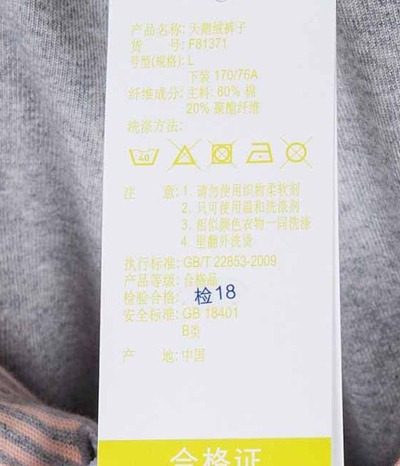 产品名称: 天鹅绒裤子
货 号: F81371
号型(规格): L
下装 170/76A
纤维成分: 主料: 80% 棉
20% 聚酯纤维
洗涤方法:
40
注 意: 1. 请勿使用织物柔软剂
2. 只可使用温和洗涤剂
3. 相似颜色衣物一同洗涤
4. 里翻外洗烫
执行标准: GB/T 22853-2009
产品等级: 合格品
检验合格: 检18
安全标准: GB 18401
B类
产 地: 中国
合格证